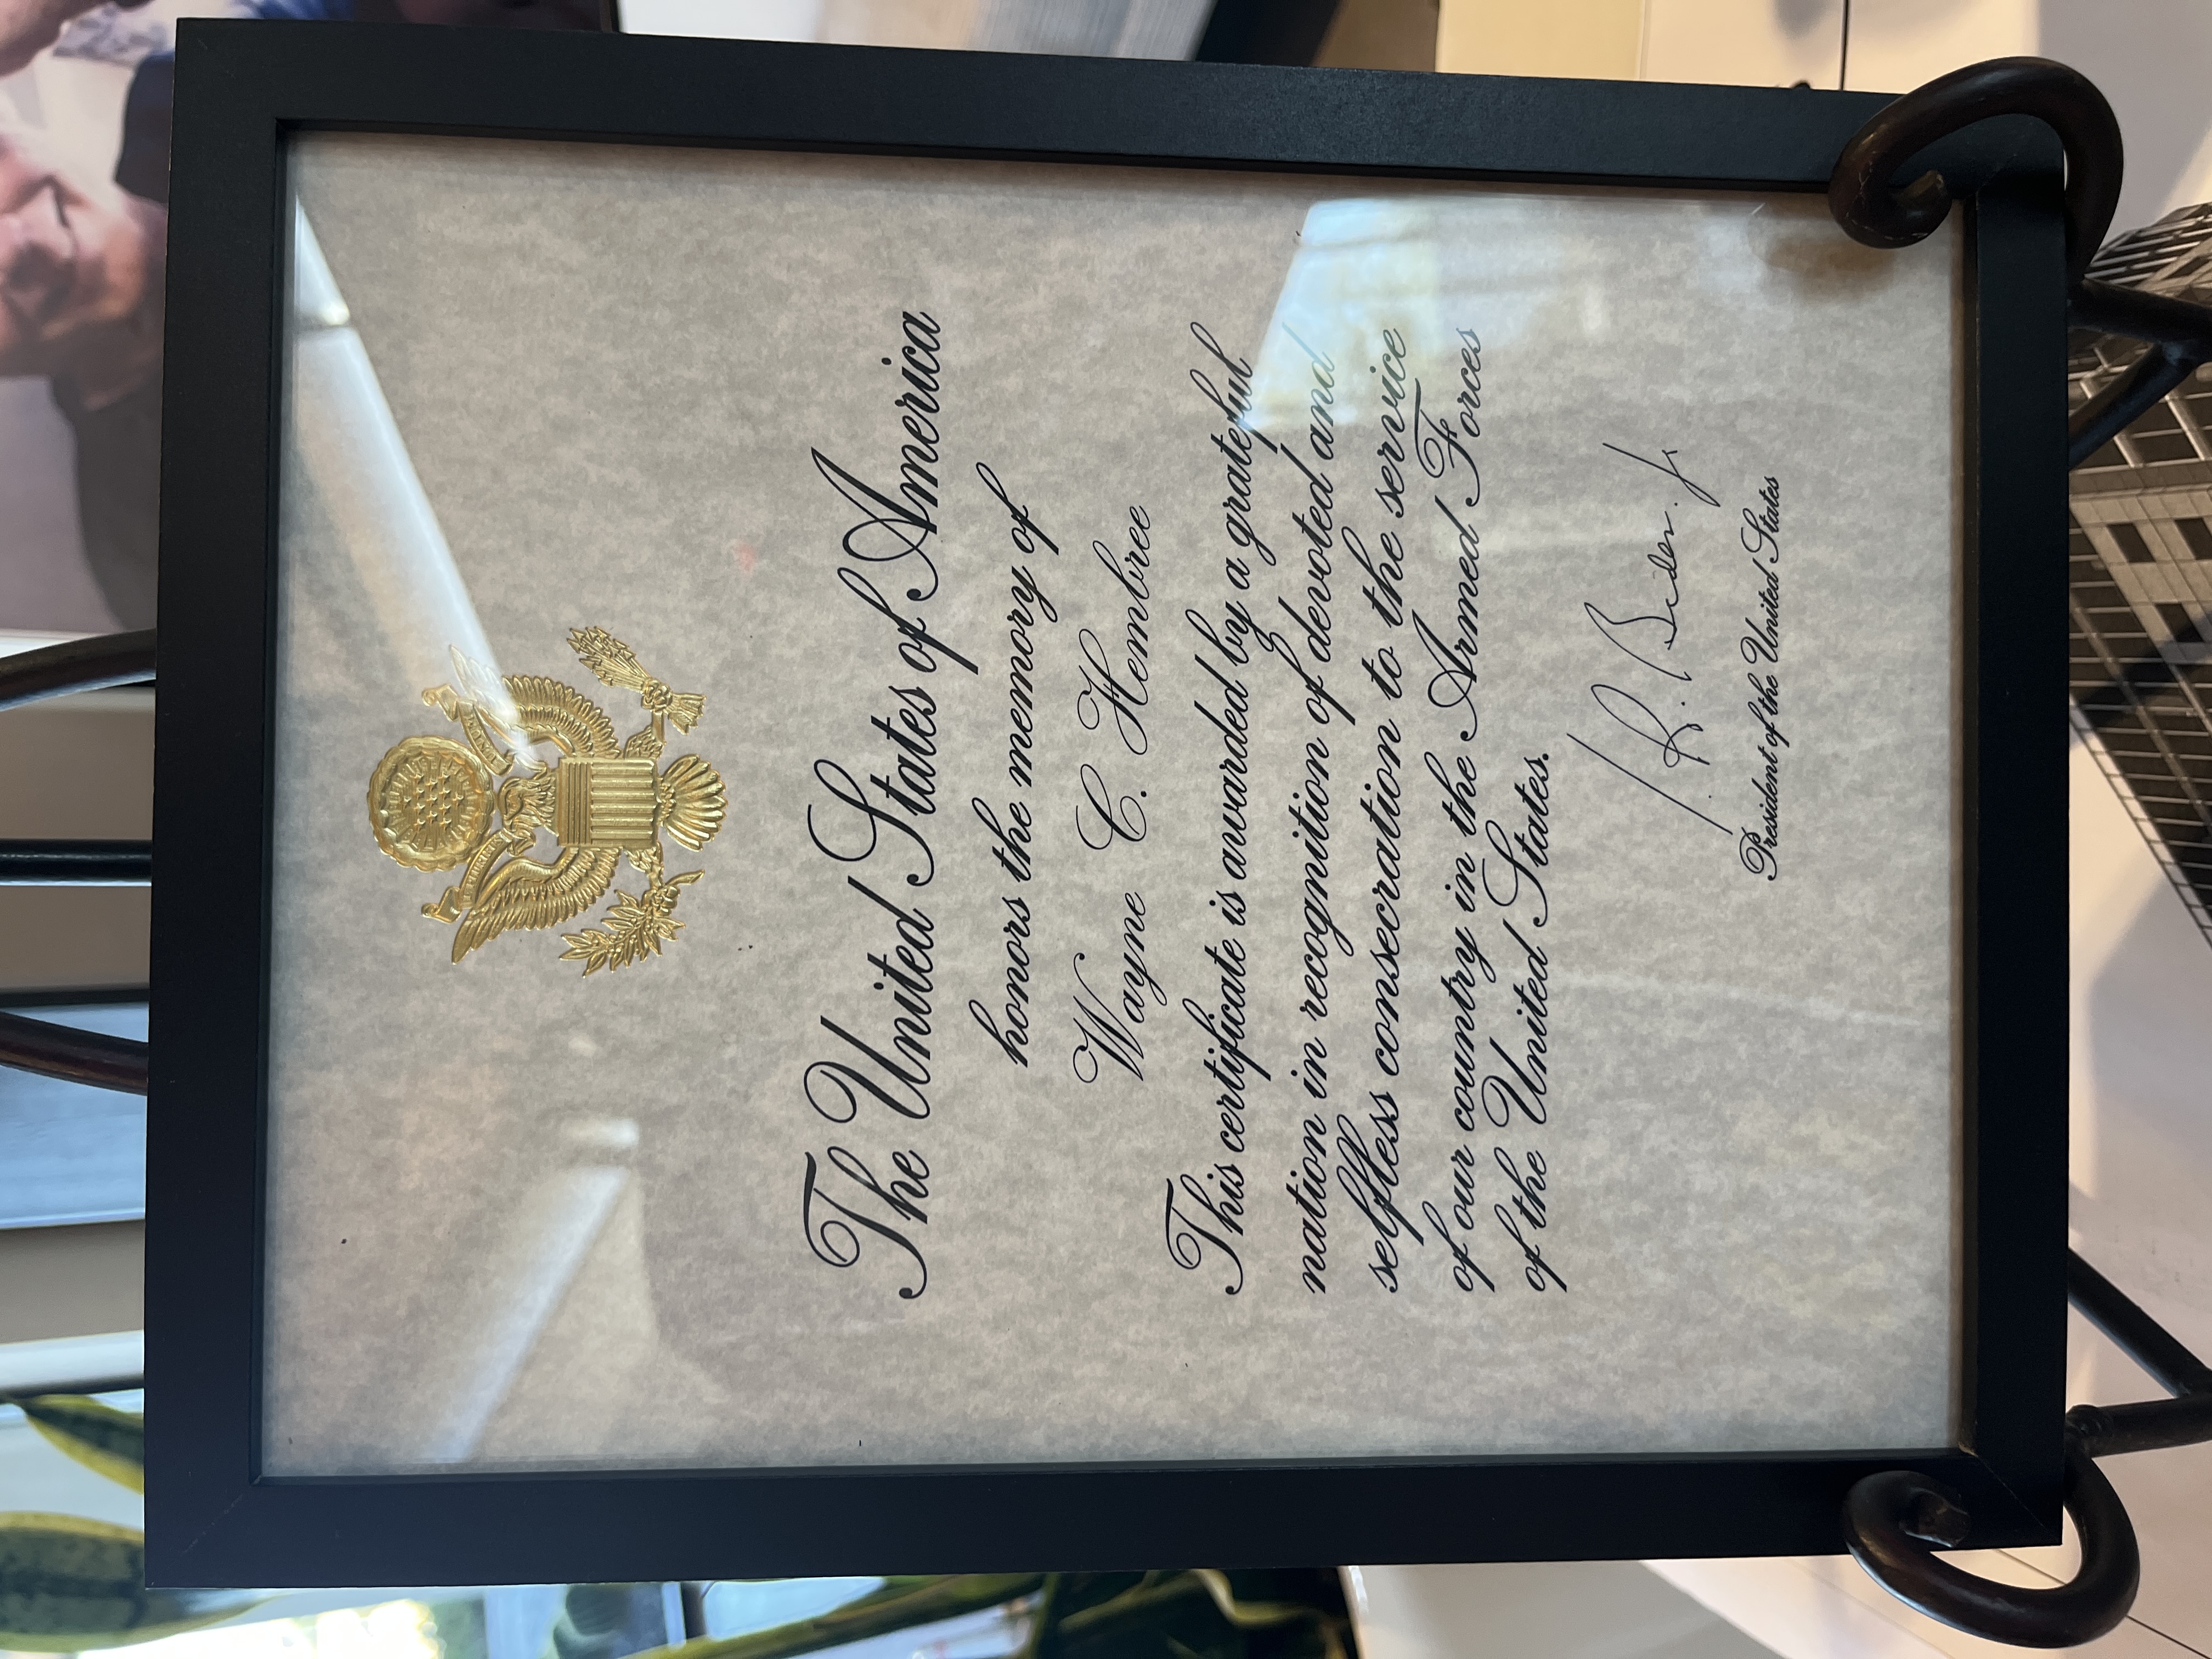 The United States of America
honors the memory of
Wayne C. Hembree
This certificate is awarded by a grateful
nation in recognition of devoted and
selfless consecration to the service
of our country in the Armed Forces
of the United States.
J. R. Biden. Jr
President of the United States